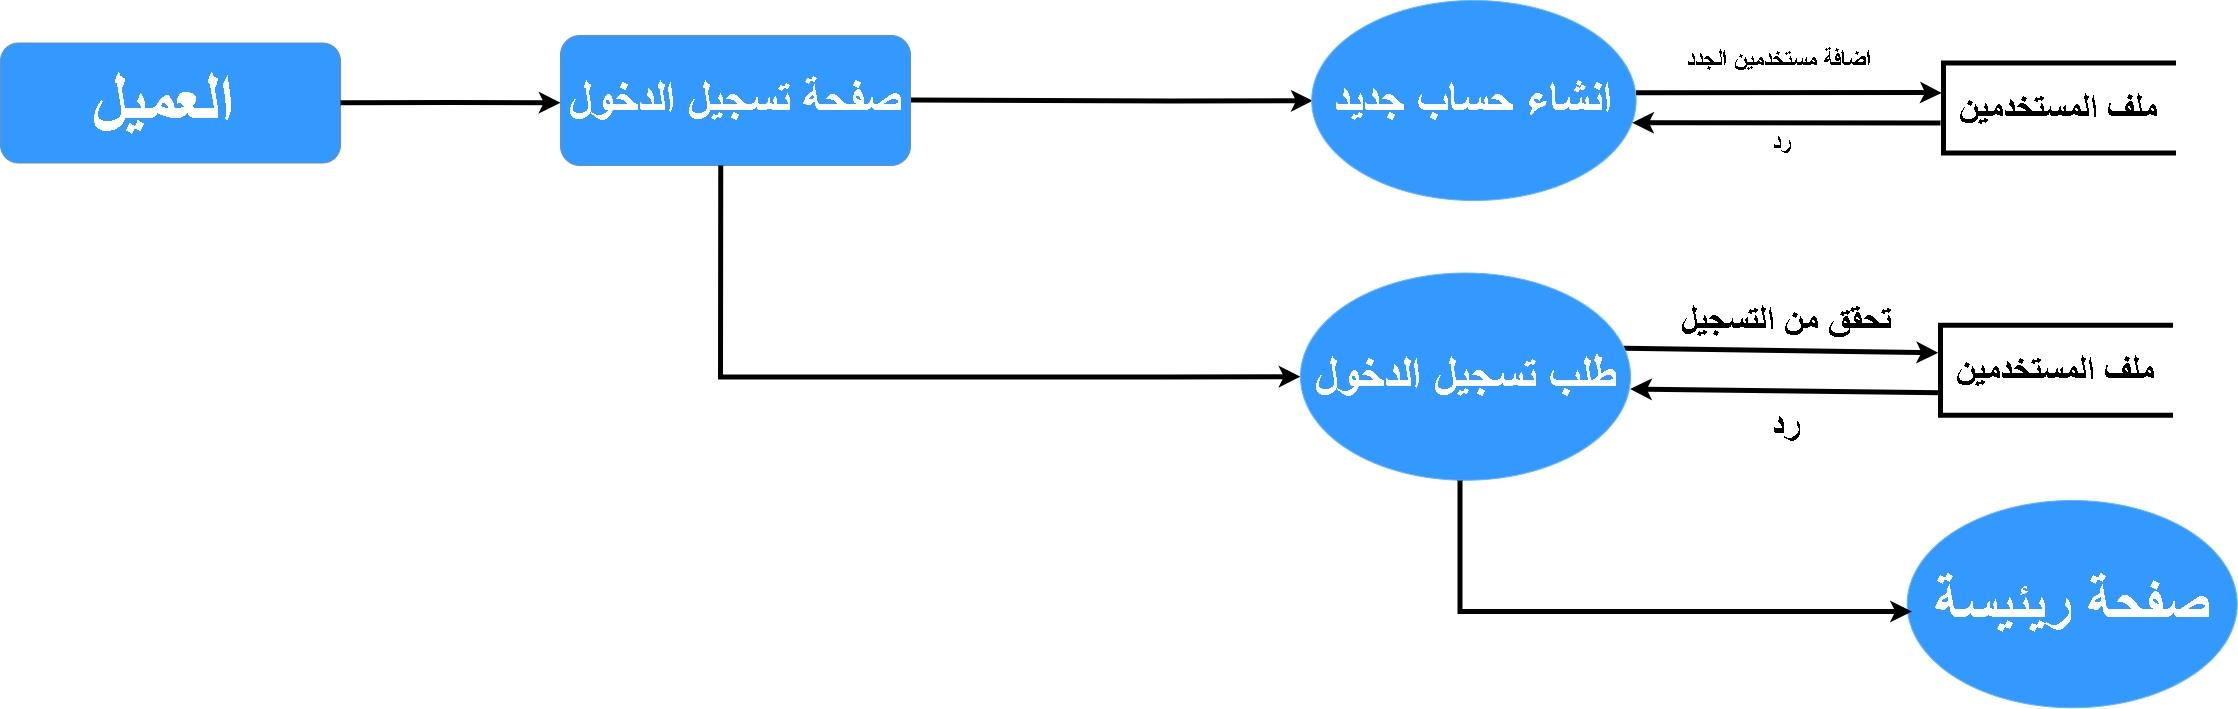 العميل
صفحة تسجيل الدخول
انشاء حساب جديد
اضافة مستخدمين الجدد
رد
ملف المستخدمين
طلب تسجيل الدخول
تحقق من التسجيل
رد
ملف المستخدمين
صفحة ريئيسة